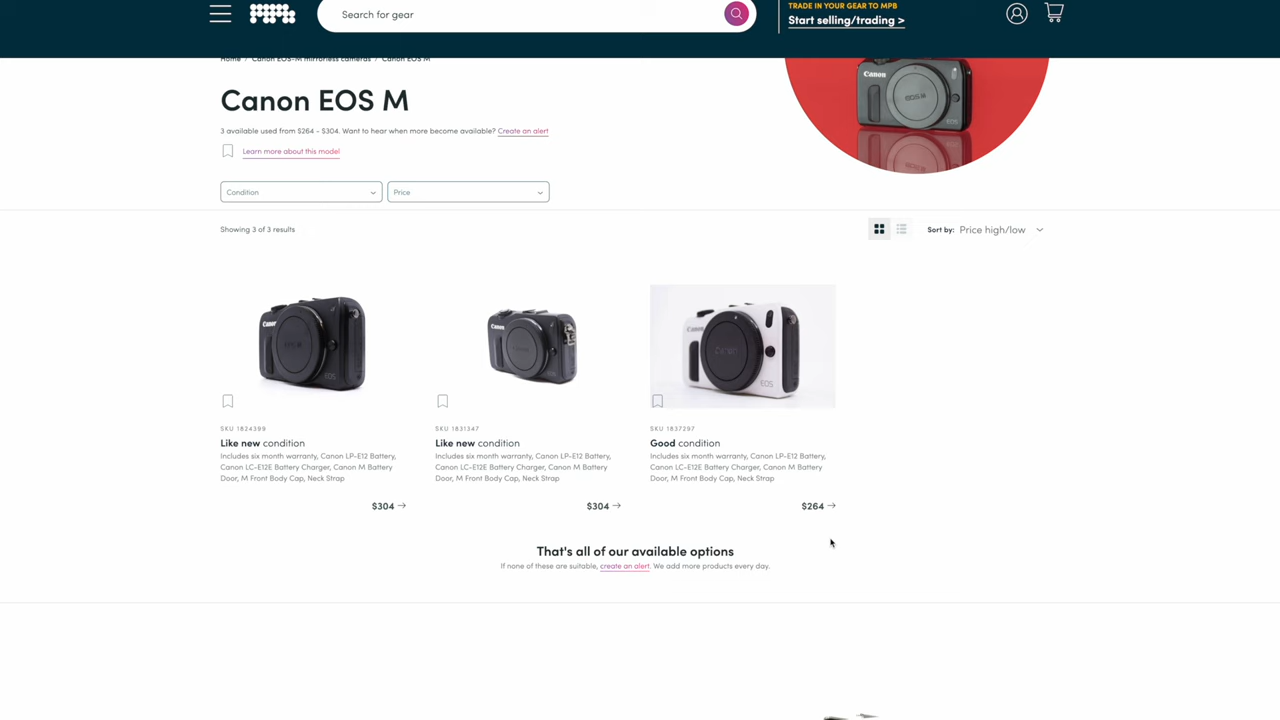 Search for gear
TRADE IN YOUR GEAR TO MPB
Start selling/trading >
Home / Canon EOS-M mirrorless cameras / Canon EOS M
Canon EOS M
3 available used from $264 - $304. Want to hear when more become available? Create an alert
Learn more about this model
Condition
Price
Showing 3 of 3 results
Sort by: Price high/low
SKU 1824399
Like new condition
Includes six month warranty, Canon LP-E12 Battery,
Canon LC-E12E Battery Charger, Canon M Battery
Door, M Front Body Cap, Neck Strap
$304
SKU 1831347
Like new condition
Includes six month warranty, Canon LP-E12 Battery,
Canon LC-E12E Battery Charger, Canon M Battery
Door, M Front Body Cap, Neck Strap
$304
SKU 1837297
Good condition
Includes six month warranty, Canon LP-E12 Battery,
Canon LC-E12E Battery Charger, Canon M Battery
Door, M Front Body Cap, Neck Strap
$264
That's all of our available options
If none of these are suitable, create an alert. We add more products every day.
Canon
EOS M
EOS
Canon
EOS
Canon
Canon
EOS